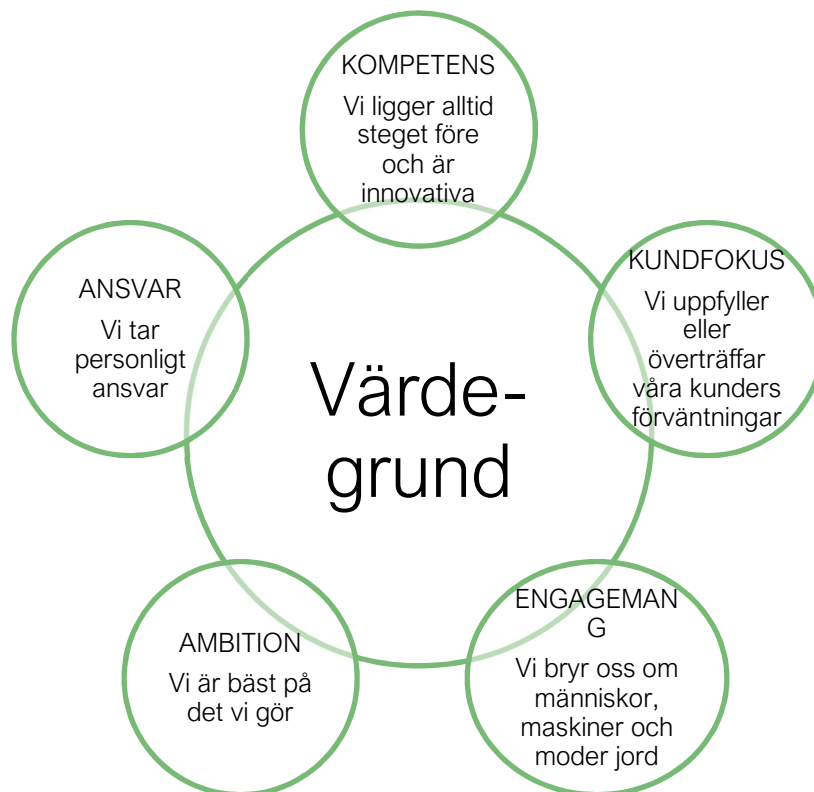 KOMPETENS
Vi ligger alltid
steget före
och är
innovativa
KUNDFOKUS
Vi uppfyller
eller
överträffar
våra kunders
förväntningar
ENGAGEMAN
G
Vi bryr oss om
människor,
maskiner och
moder jord
AMBITION
Vi är bäst på
det vi gör
ANSVAR
Vi tar
personligt
ansvar
Värde-
grund